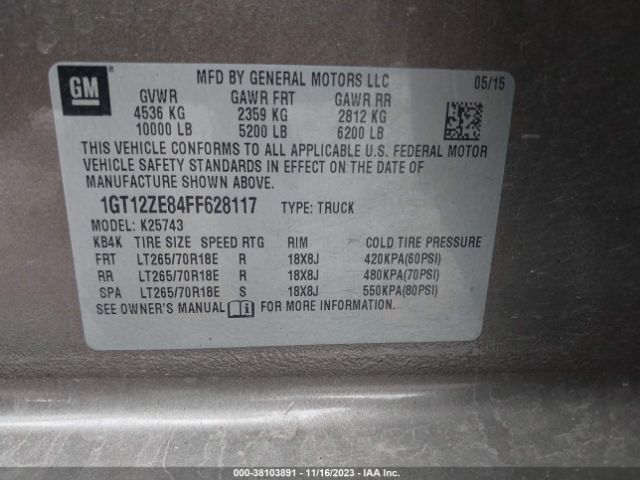 GM
MFD BY GENERAL MOTORS LLC 05/15
GVWR GAWR FRT GAWR RR
4536 KG 2359 KG 2812 KG
10000 LB 5200 LB 6200 LB
THIS VEHICLE CONFORMS TO ALL APPLICABLE U.S. FEDERAL MOTOR
VEHICLE SAFETY STANDARDS IN EFFECT ON THE DATE OF
MANUFACTURE SHOWN ABOVE.
1GT12ZE84FF628117 TYPE: TRUCK
MODEL: K25743
KB4K TIRE SIZE SPEED RTG RIM COLD TIRE PRESSURE
FRT LT265/70R18E R 18X8J 420KPA(60PSI)
RR LT265/70R18E R 18X8J 480KPA(70PSI)
SPA LT265/70R18E S 18X8J 550KPA(80PSI)
SEE OWNER'S MANUAL FOR MORE INFORMATION.
000-38103891 - 11/16/2023 - IAA Inc.